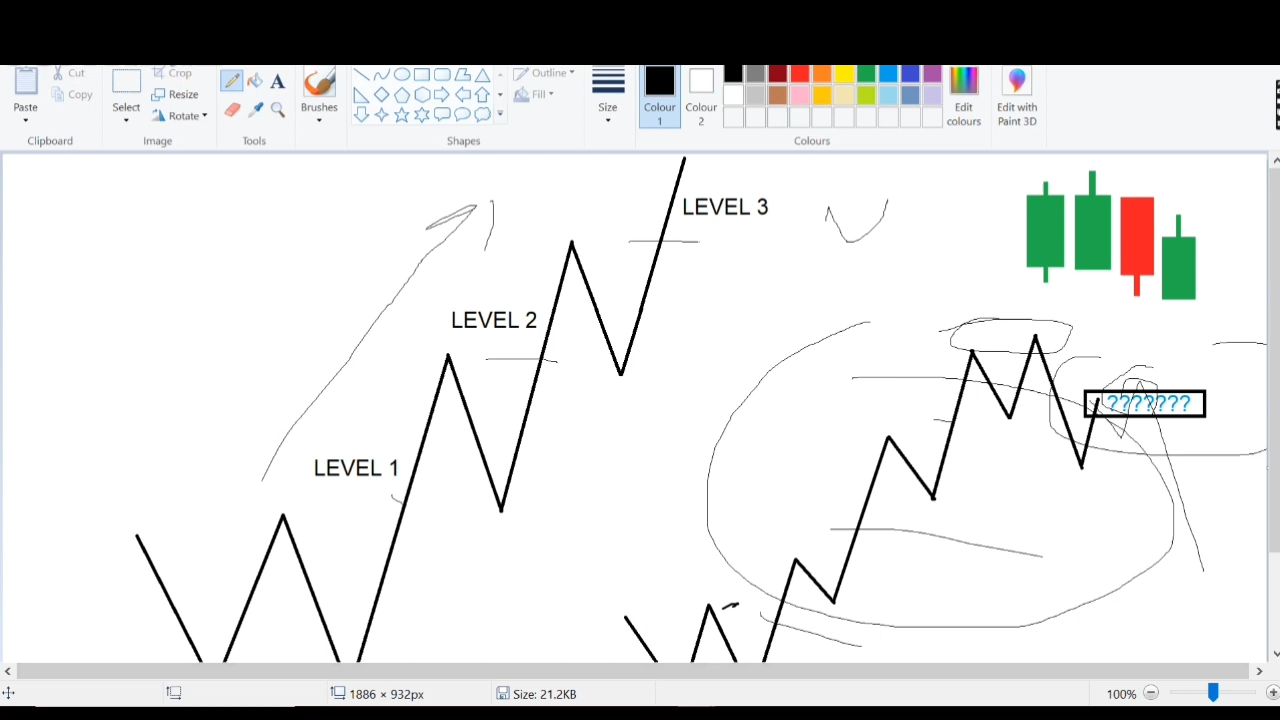 Cut
Crop
Outline
Copy
Resize
Fill
Paste
Select
Rotate
Brushes
Size
Colour
1
Colour
2
Edit
colours
Edit with
Paint 3D
Clipboard
Image
Tools
Shapes
Colours
A
LEVEL 3
LEVEL 2
LEVEL 1
???????
1886 × 932px
Size: 21.2KB
100%